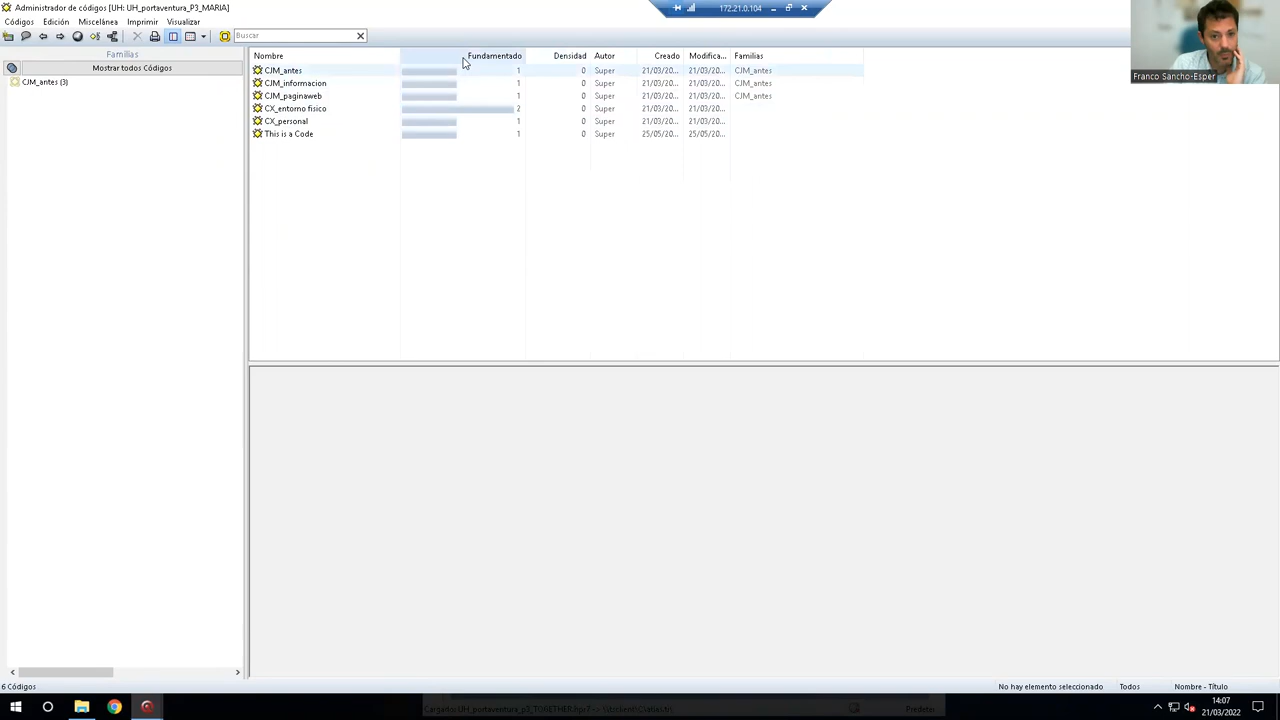 Administrador de códigos [UH: UH_portaventura_P3_MARIA]
172.21.0.104
Códigos Edición Miscelánea Imprimir Visualizar
Buscar
Franco Sancho-Esper
Familias
Mostrar todos Códigos
CJM_antes (3)
Nombre Fundamentado Densidad Autor Creado Modifica... Familias
CJM_antes 1 0 Super 21/03/20... 21/03/20... CJM_antes
CJM_informacion 1 0 Super 21/03/20... 21/03/20... CJM_antes
CJM_paginaweb 1 0 Super 21/03/20... 21/03/20... CJM_antes
CX_entorno fisico 2 0 Super 21/03/20... 21/03/20...
CX_personal 1 0 Super 21/03/20... 21/03/20...
This is a Code 1 0 Super 25/05/20... 25/05/20...
6 Códigos
No hay elemento seleccionado Todos Nombre - Título
UH_portaventura_p3_TOGETHER.hpr
14:07
21/03/2022